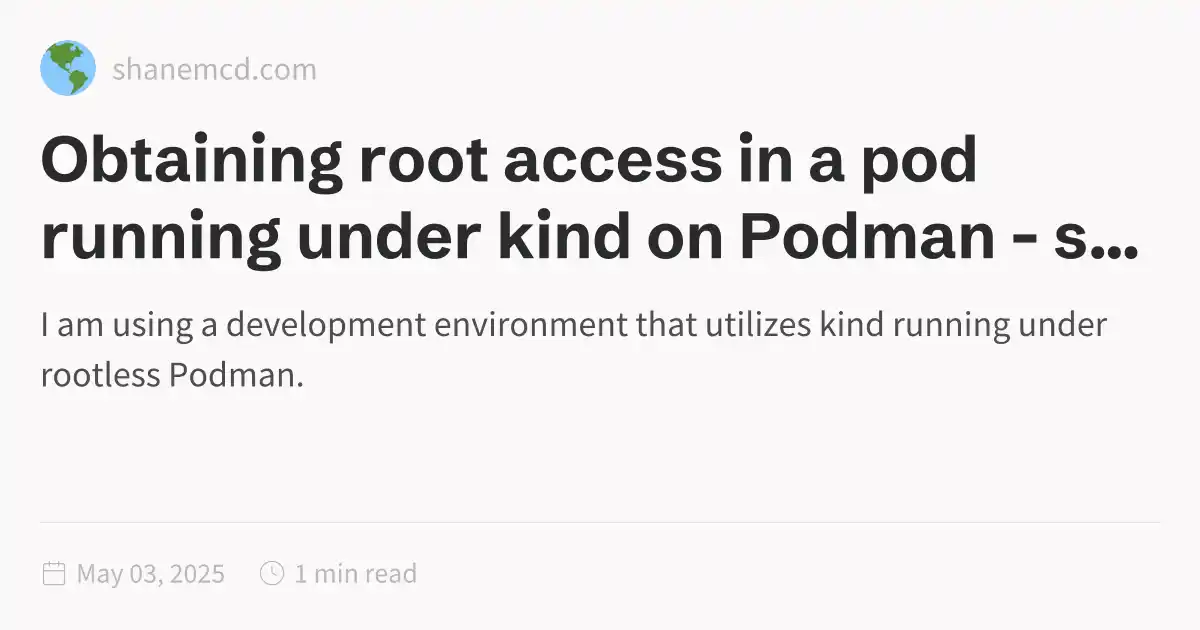 shanemcd.com
Obtaining root access in a pod
running under kind on Podman - s...
I am using a development environment that utilizes kind running under
rootless Podman.
May 03, 2025 1 min read